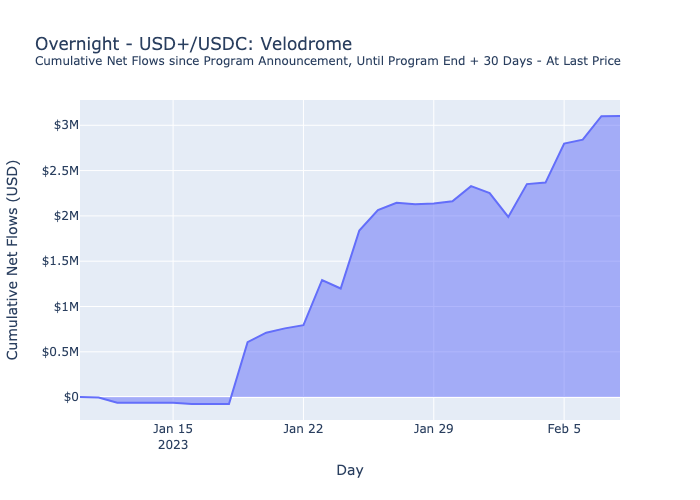 Overnight - USD+/USDC: Velodrome
Cumulative Net Flows since Program Announcement, Until Program End + 30 Days - At Last Price
Cumulative Net Flows (USD)
$3M
$2.5M
$2M
$1.5M
$1M
$0.5M
$0
Jan 15
2023
Jan 22
Jan 29
Feb 5
Day